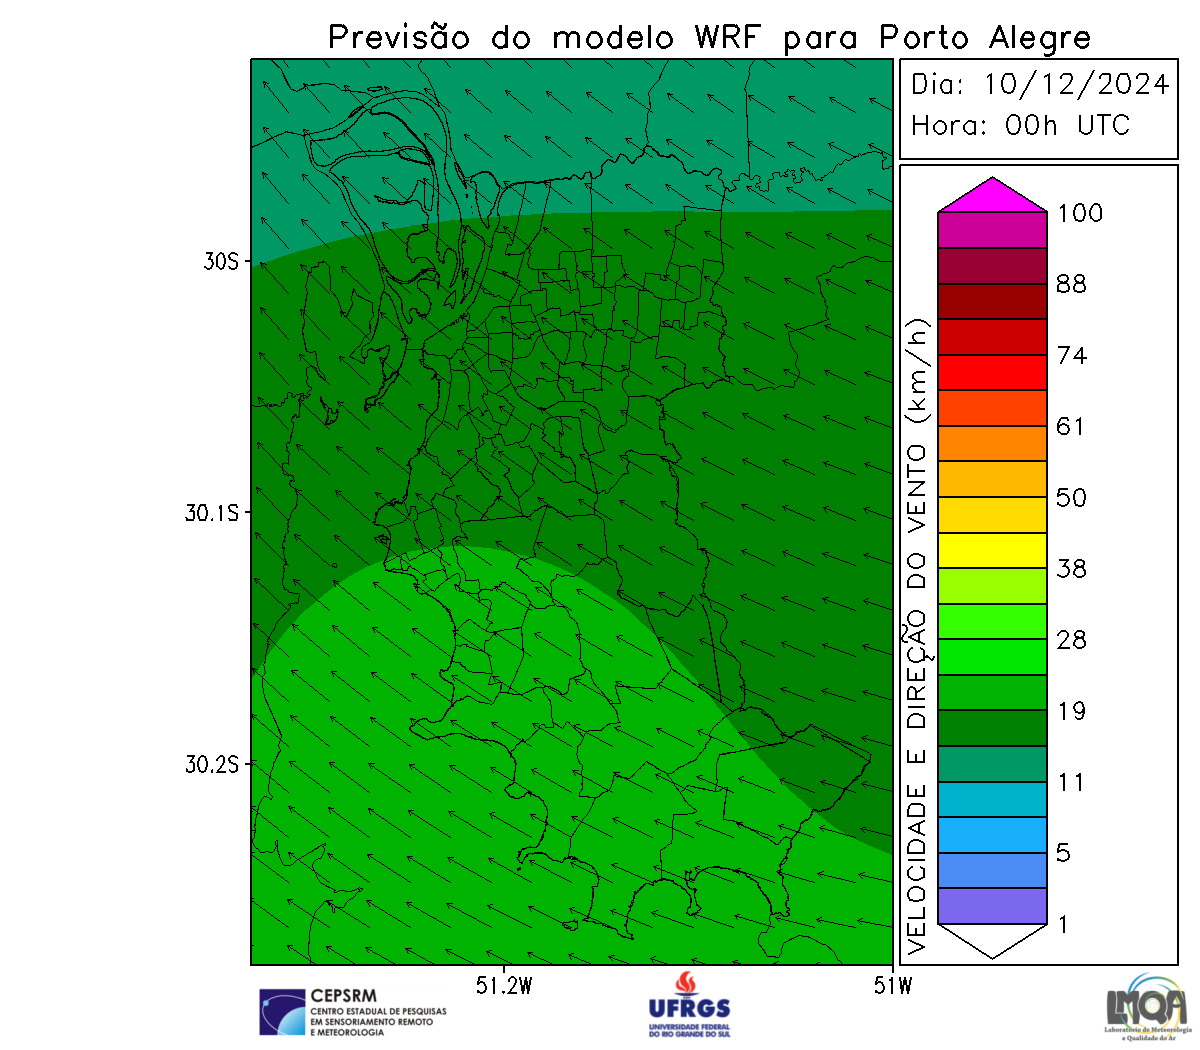 Previsão do modelo WRF para Porto Alegre
Dia: 10/12/2024
Hora: 00h UTC
30S
30.1S
30.2S
51.2W
51W
VELOCIDADE E DIREÇÃO DO VENTO (km/h)
100
88
74
61
50
38
28
19
11
5
1
CEPSRM
CENTRO ESTADUAL DE PESQUISAS
EM SENSORIAMENTO REMOTO
E METEOROLOGIA
UFRGS
UNIVERSIDADE FEDERAL
DO RIO GRANDE DO SUL
LMQA
Laboratório de Meteorologia
e Qualidade do Ar